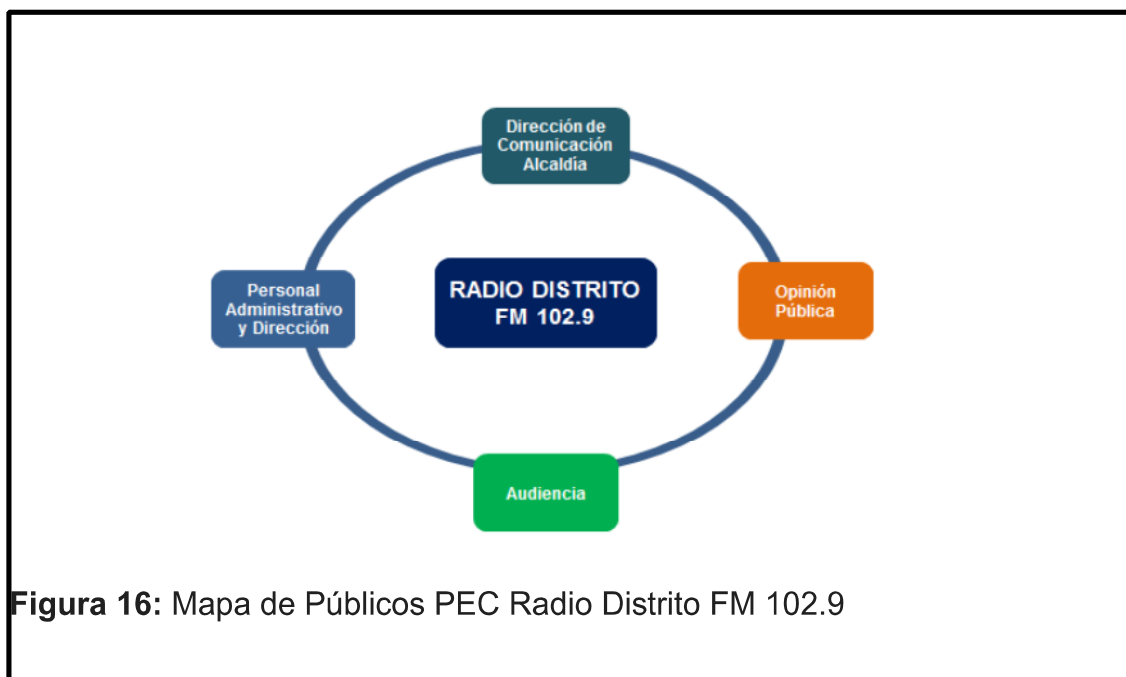 Dirección de
Comunicación
Alcaldía
Personal
Administrativo
y Dirección
RADIO DISTRITO
FM 102.9
Opinión
Pública
Audiencia
Figura 16: Mapa de Públicos PEC Radio Distrito FM 102.9